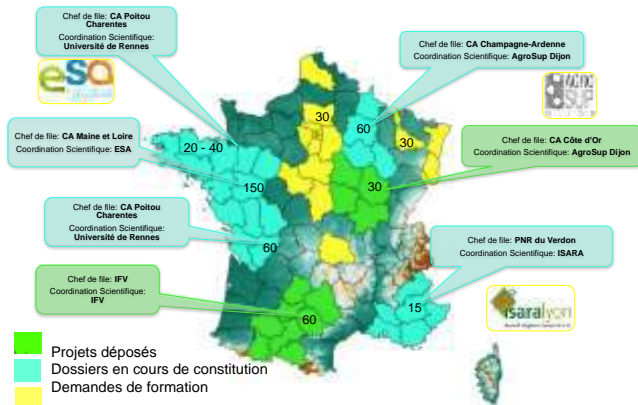 Chef de file: CA Poitou
Charentes
Coordination Scientifique:
Université de Rennes
esa
Chef de file: CA Champagne-Ardenne
Coordination Scientifique: AgroSup Dijon
AGRO
SUP
30
60
30
20 - 40
Chef de file: CA Maine et Loire
Coordination Scientifique: ESA
150
Chef de file: CA Côte d'Or
Coordination Scientifique: AgroSup Dijon
30
Chef de file: CA Poitou
Charentes
Coordination Scientifique:
Université de Rennes
60
Chef de file: PNR du Verdon
Coordination Scientifique: ISARA
Chef de file: IFV
Coordination Scientifique:
IFV
60
15
isaralyon
Projets déposés
Dossiers en cours de constitution
Demandes de formation